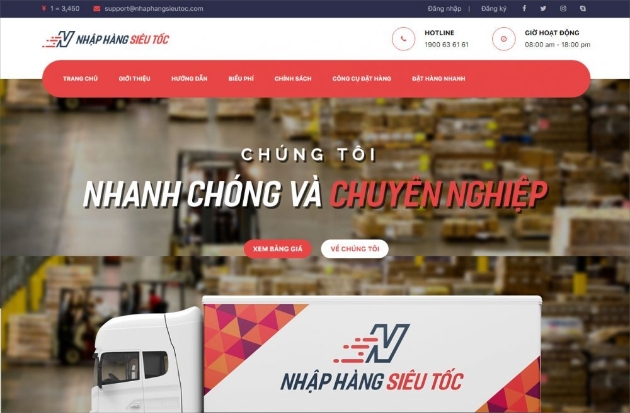 ¥ 1 = 3,450
support@nhaphangsieutoc.com
Đăng nhập | Đăng ký |
NHẬP HÀNG SIÊU TỐC
HOTLINE
1900 63 61 61
GIỜ HOẠT ĐỘNG
08:00 am - 18:00 pm
TRANG CHỦ GIỚI THIỆU HƯỚNG DẪN BIỂU PHÍ CHÍNH SÁCH CÔNG CỤ ĐẶT HÀNG ĐẶT HÀNG NHANH
CHÚNG TÔI
NHANH CHÓNG VÀ CHUYÊN NGHIỆP
XEM BẢNG GIÁ VỀ CHÚNG TÔI
NHẬP HÀNG SIÊU TỐC